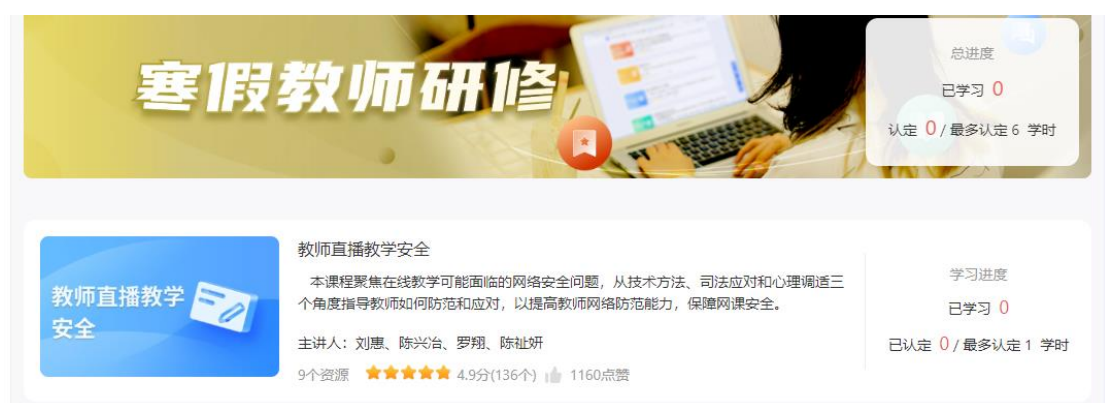 寒假教师研修
总进度
已学习 0
认定 0 / 最多认定 6 学时
教师直播教学
安全
教师直播教学安全
本课程聚焦在线教学可能面临的网络安全问题，从技术方法、司法应对和心理调适三
个角度指导教师如何防范和应对，以提高教师网络防范能力，保障网课安全。
主讲人：刘惠、陈兴冶、罗翔、陈祉妍
9个资源 4.9分(136个) 1160点赞
学习进度
已学习 0
已认定 0 / 最多认定 1 学时